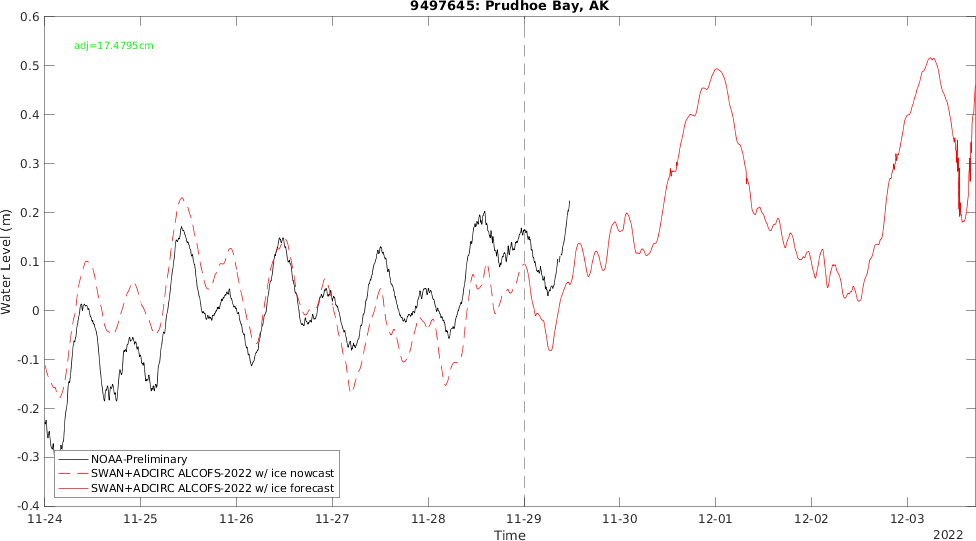 9497645: Prudhoe Bay, AK
adj=17.4795cm
0.6
0.5
0.4
0.3
0.2
0.1
0
-0.1
-0.2
-0.3
-0.4
Water Level (m)
NOAA-Preliminary
SWAN+ADCIRC ALCOFS-2022 w/ ice nowcast
SWAN+ADCIRC ALCOFS-2022 w/ ice forecast
11-24 11-25 11-26 11-27 11-28 11-29 11-30 12-01 12-02 12-03
Time
2022